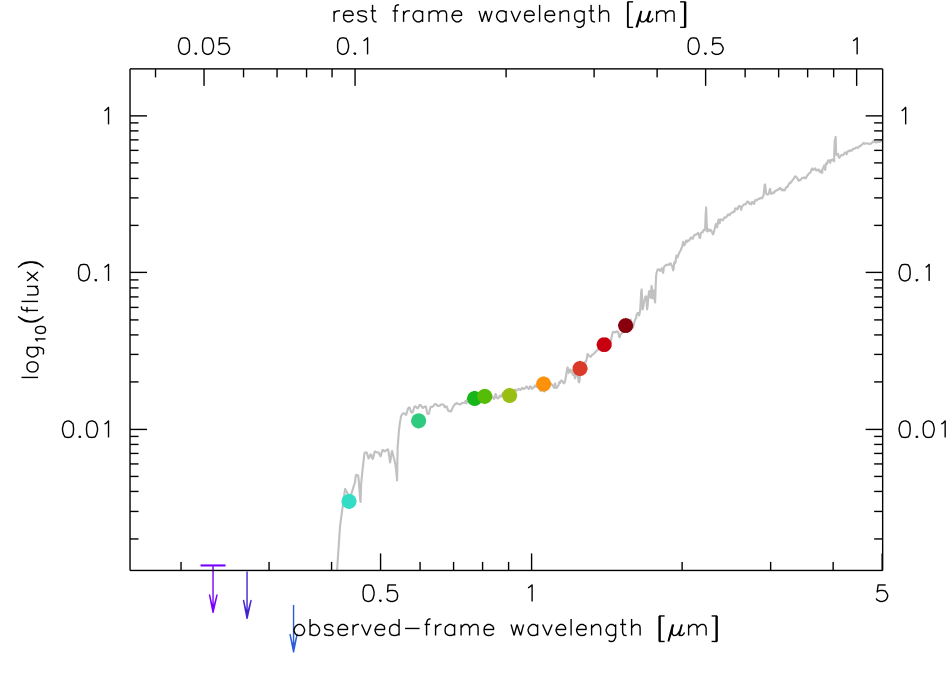 rest frame wavelength [μm]
0.05 0.1 0.5 1
1 1
0.1 0.1
log10(flux)
0.01 0.01
0.5 1 5
observed-frame wavelength [μm]